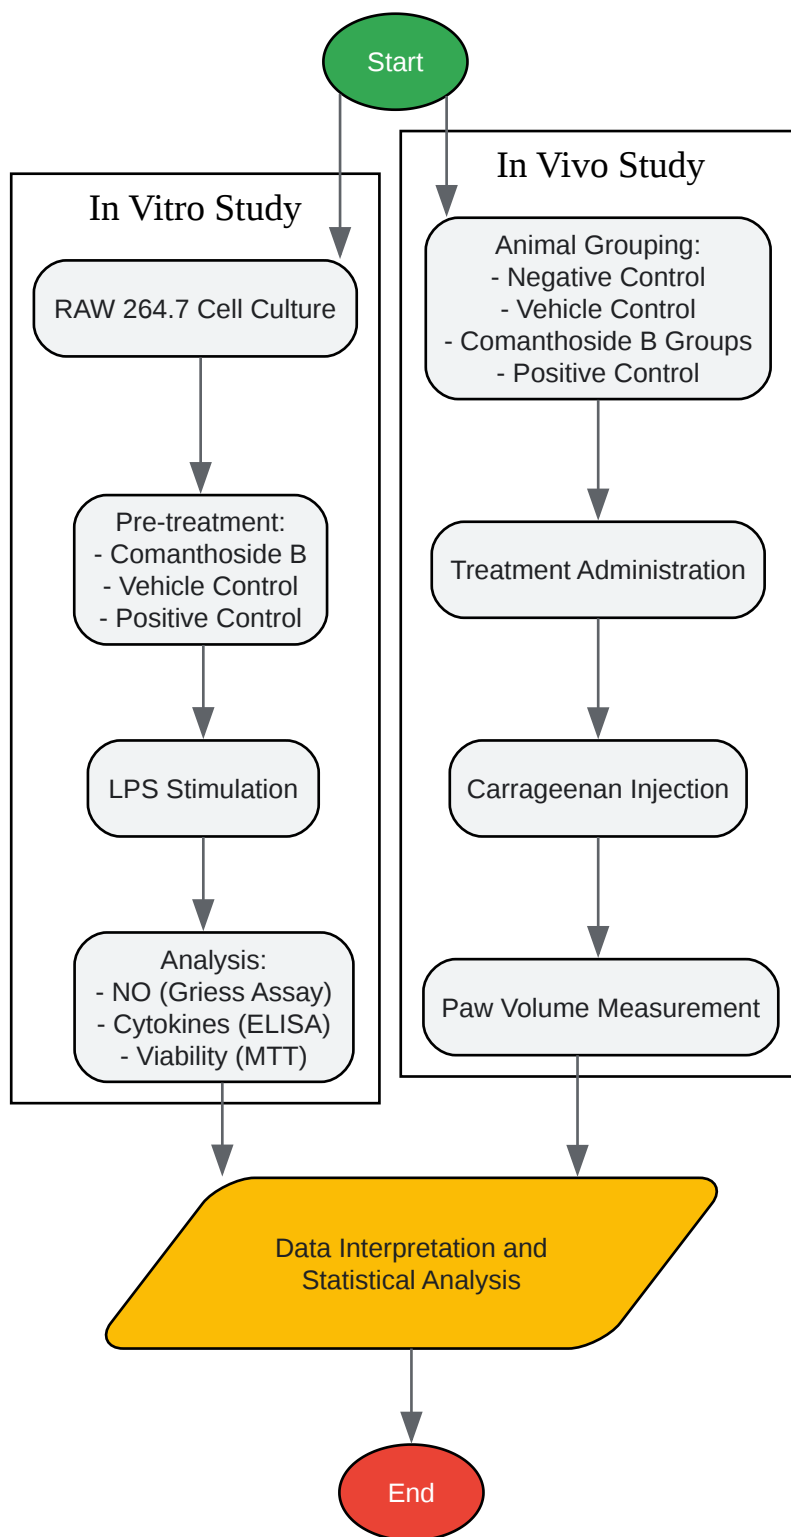 Start
In Vitro Study
RAW 264.7 Cell Culture
Pre-treatment:
- Comanthoside B
- Vehicle Control
- Positive Control
LPS Stimulation
Analysis:
- NO (Griess Assay)
- Cytokines (ELISA)
- Viability (MTT)
In Vivo Study
Animal Grouping:
- Negative Control
- Vehicle Control
- Comanthoside B Groups
- Positive Control
Treatment Administration
Carrageenan Injection
Paw Volume Measurement
Data Interpretation and
Statistical Analysis
End